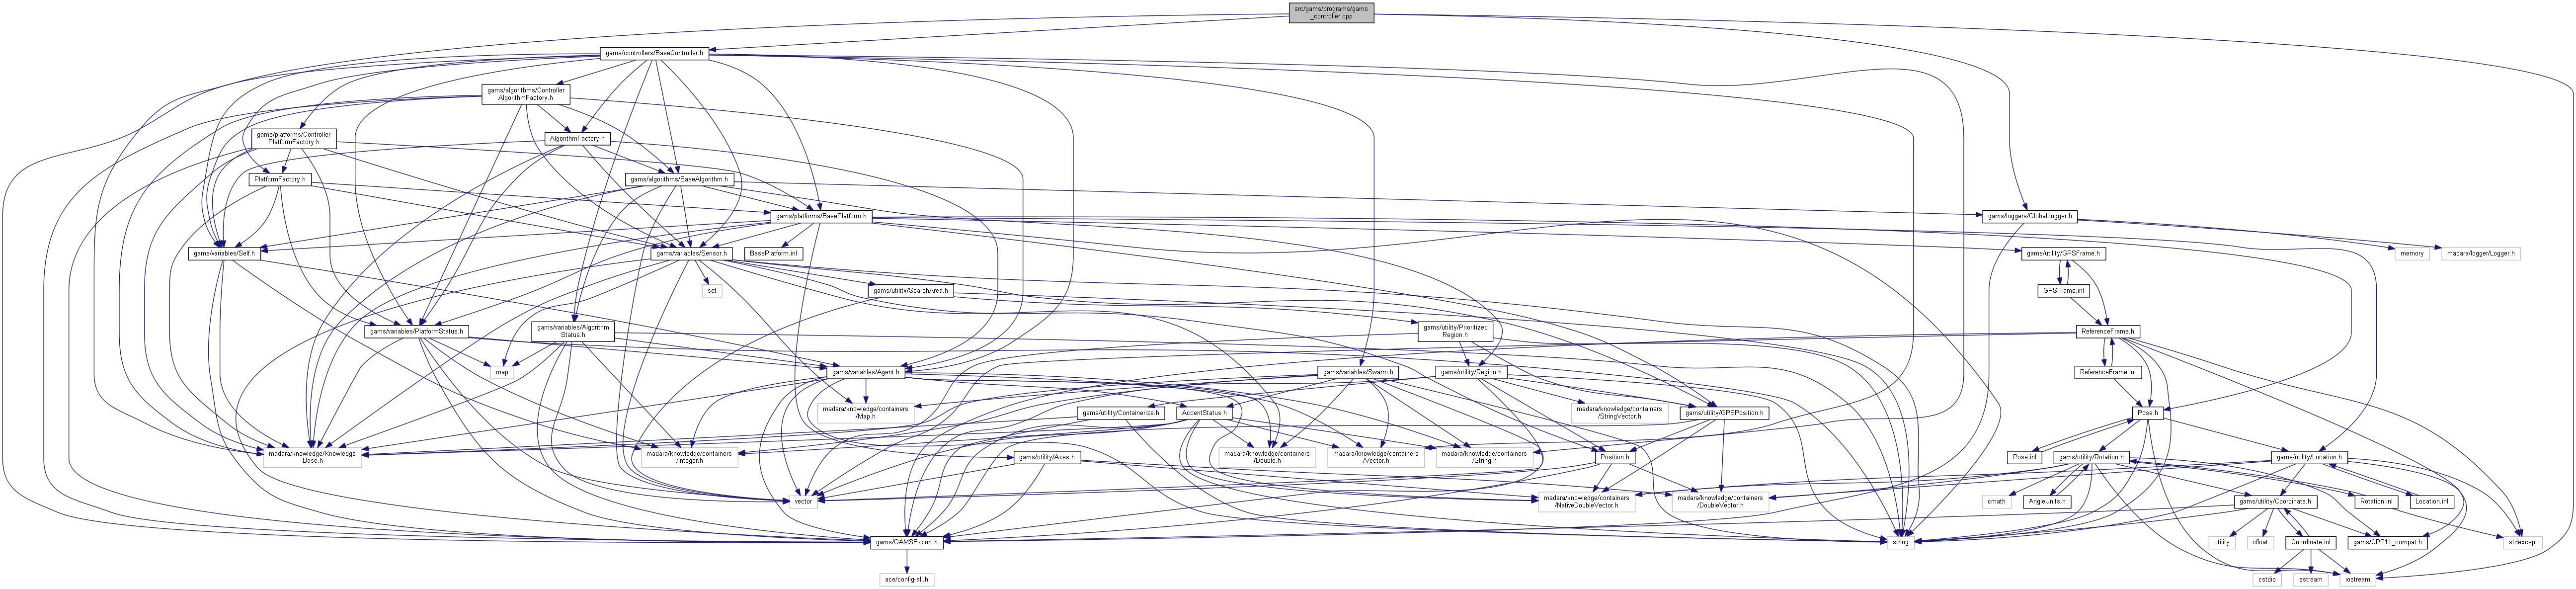 src/gams/programs/gams
_controller.cpp
gams/controllers/BaseController.h
gams/algorithms/Controller
AlgorithmFactory.h
gams/platforms/Controller
PlatformFactory.h
AlgorithmFactory.h
PlatformFactory.h
gams/algorithms/BaseAlgorithm.h
gams/platforms/BasePlatform.h
gams/loggers/GlobalLogger.h
gams/variables/Self.h
gams/variables/Sensor.h
BasePlatform.inl
gams/utility/GPSFrame.h
memory
madara/logger/Logger.h
set
gams/utility/SearchArea.h
GPSFrame.inl
gams/variables/PlatformStatus.h
gams/variables/Algorithm
Status.h
gams/utility/Prioritized
Region.h
ReferenceFrame.h
map
gams/variables/Agent.h
gams/variables/Swarm.h
gams/utility/Region.h
ReferenceFrame.inl
madara/knowledge/containers
/Map.h
gams/utility/Containerize.h
AccentStatus.h
madara/knowledge/containers
/StringVector.h
gams/utility/GPSPosition.h
Pose.h
madara/knowledge/Knowledge
Base.h
madara/knowledge/containers
/Integer.h
gams/utility/Axes.h
madara/knowledge/containers
/Double.h
madara/knowledge/containers
/Vector.h
madara/knowledge/containers
/String.h
Position.h
Pose.inl
gams/utility/Rotation.h
gams/utility/Location.h
vector
madara/knowledge/containers
/NativeDoubleVector.h
madara/knowledge/containers
/DoubleVector.h
cmath
AngleUnits.h
gams/utility/Coordinate.h
Rotation.inl
Location.inl
gams/GAMSExport.h
string
utility
cfloat
Coordinate.inl
gams/CPP11_compat.h
stdexcept
ace/config-all.h
cstdio
sstream
iostream